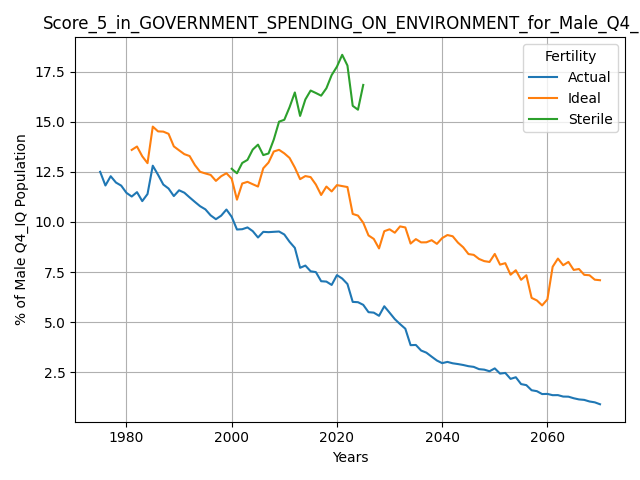 Score_5_in_GOVERNMENT_SPENDING_ON_ENVIRONMENT_for_Male_Q4_
Fertility
Actual
Ideal
Sterile
% of Male Q4_IQ Population
17.5
15.0
12.5
10.0
7.5
5.0
2.5
1980 2000 2020 2040 2060
Years